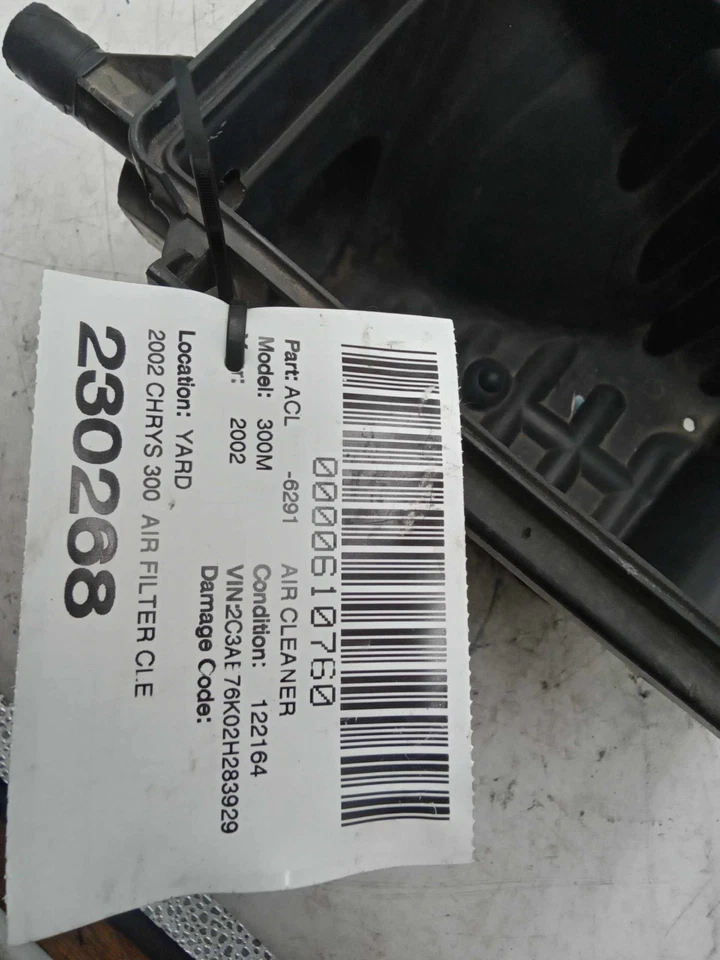 0000610760
Part: ACL -6291 AIR CLEANER
Model: 300M Condition: 122164
2002 76K02H283929
Location: YARD Damage Code:
2002 CHRYS 300 AIR FILTER CLE
230268